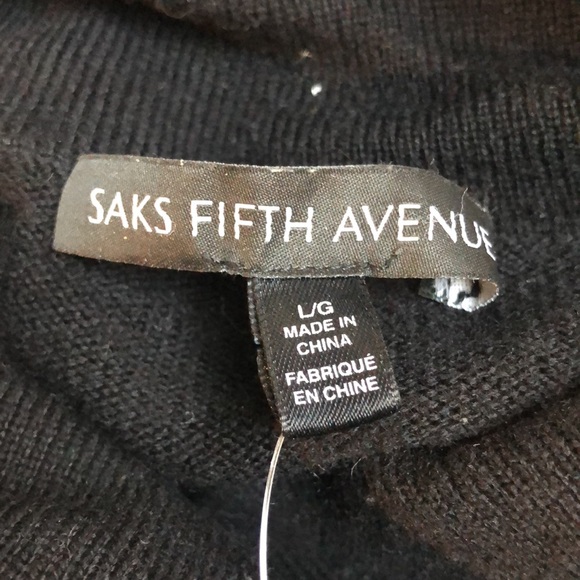 SAKS FIFTH AVENUE
L/G
MADE IN
CHINA
FABRIQUÉ
EN CHINE